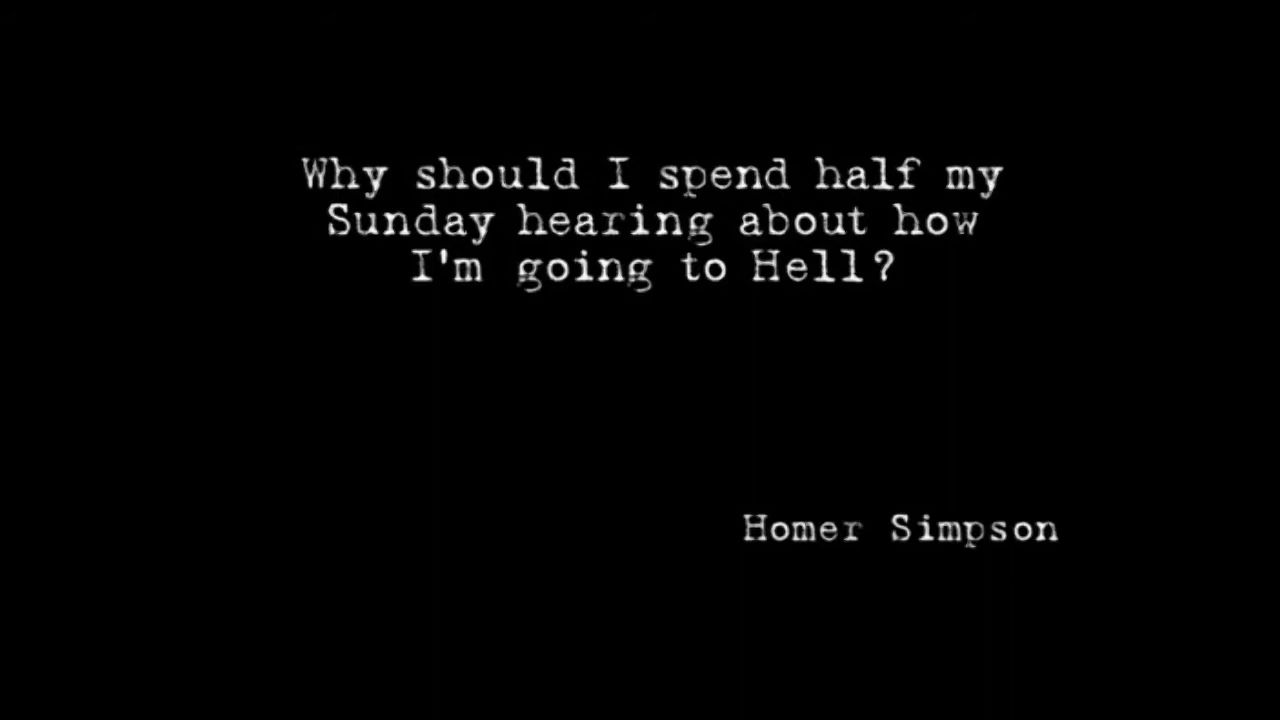 Why should I spend half my
Sunday hearing about how
I'm going to Hell?
Homer Simpson